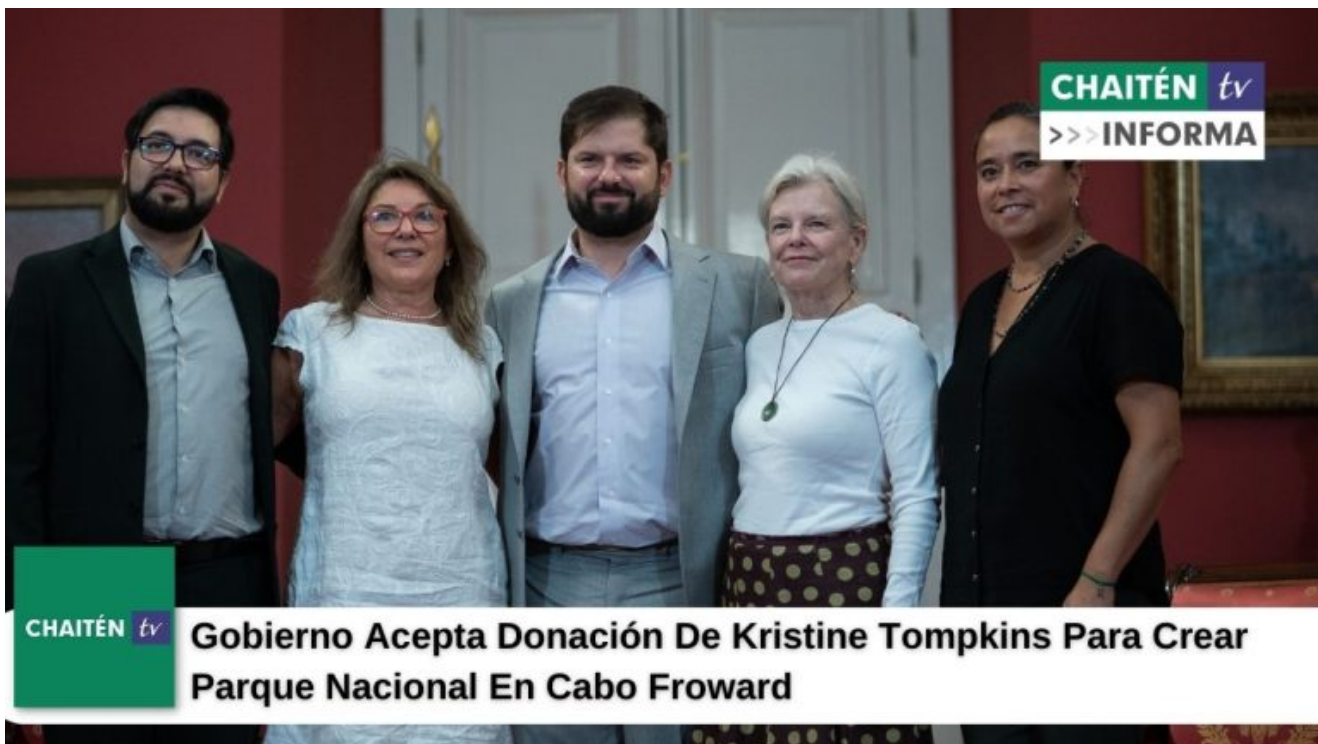 CHAITÉN tv
>>>INFORMA
CHAITÉN tv
Gobierno Acepta Donación De Kristine Tompkins Para Crear
Parque Nacional En Cabo Froward